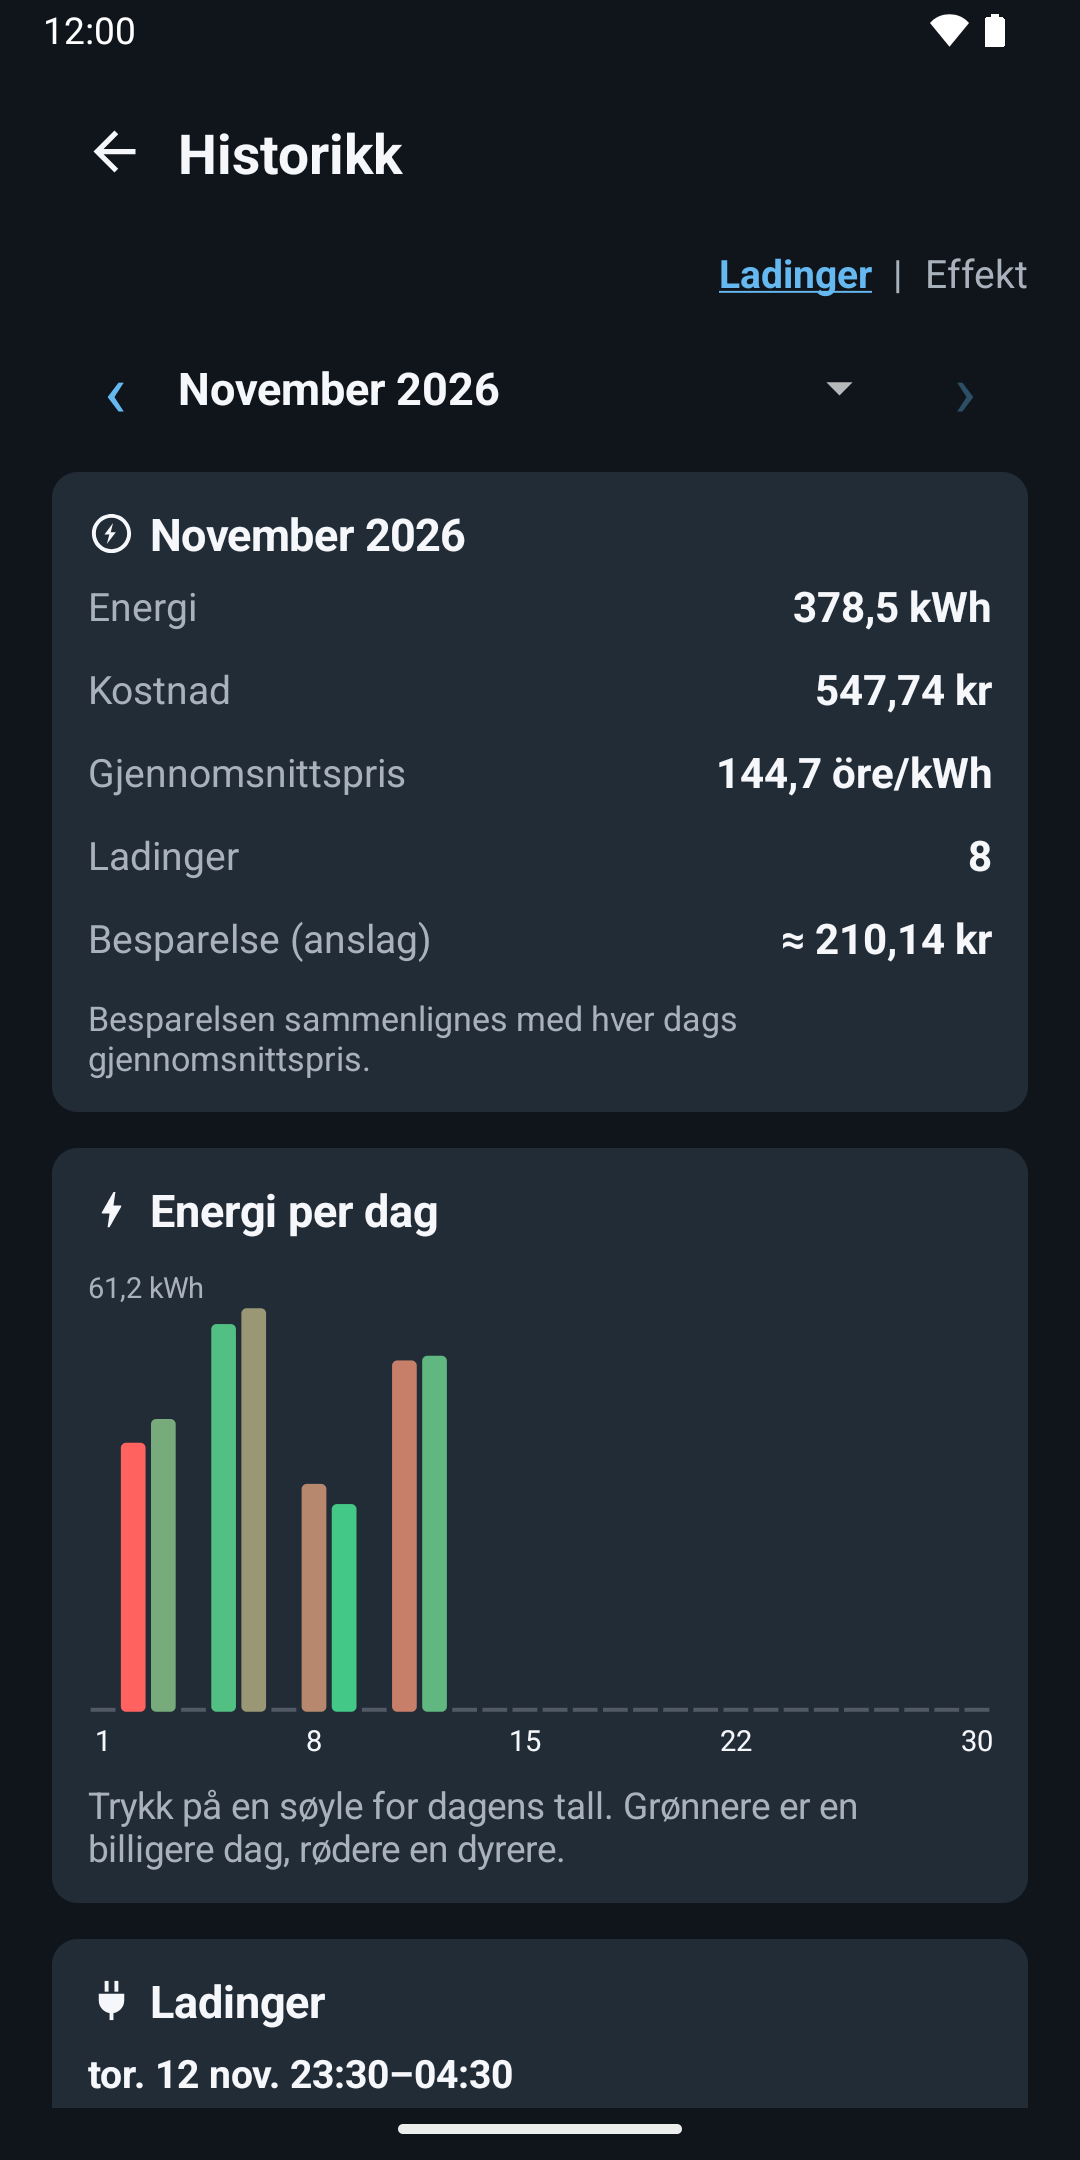 12:00
Historikk
Ladinger | Effekt
‹ November 2026 ›
November 2026
Energi 378,5 kWh
Kostnad 547,74 kr
Gjennomsnittspris 144,7 öre/kWh
Ladinger 8
Besparelse (anslag) ≈ 210,14 kr
Besparelsen sammenlignes med hver dags
gjennomsnittspris.
Energi per dag
61,2 kWh
1 8 15 22 30
Trykk på en søyle for dagens tall. Grønnere er en
billigere dag, rødere en dyrere.
Ladinger
tor. 12 nov. 23:30–04:30